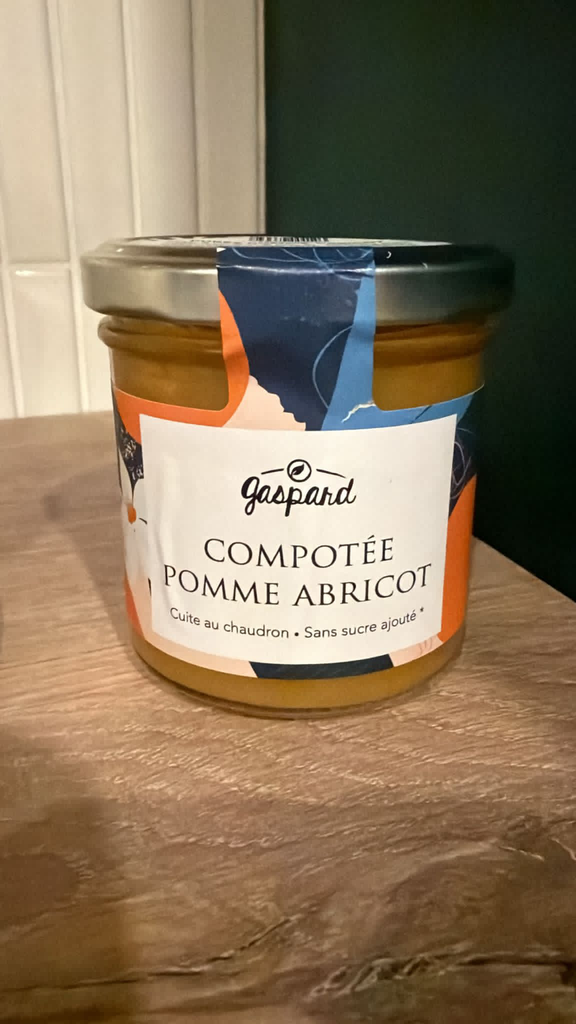 gaspard
COMPOTÉE
POMME ABRICOT
Cuite au chaudron • Sans sucre ajouté *